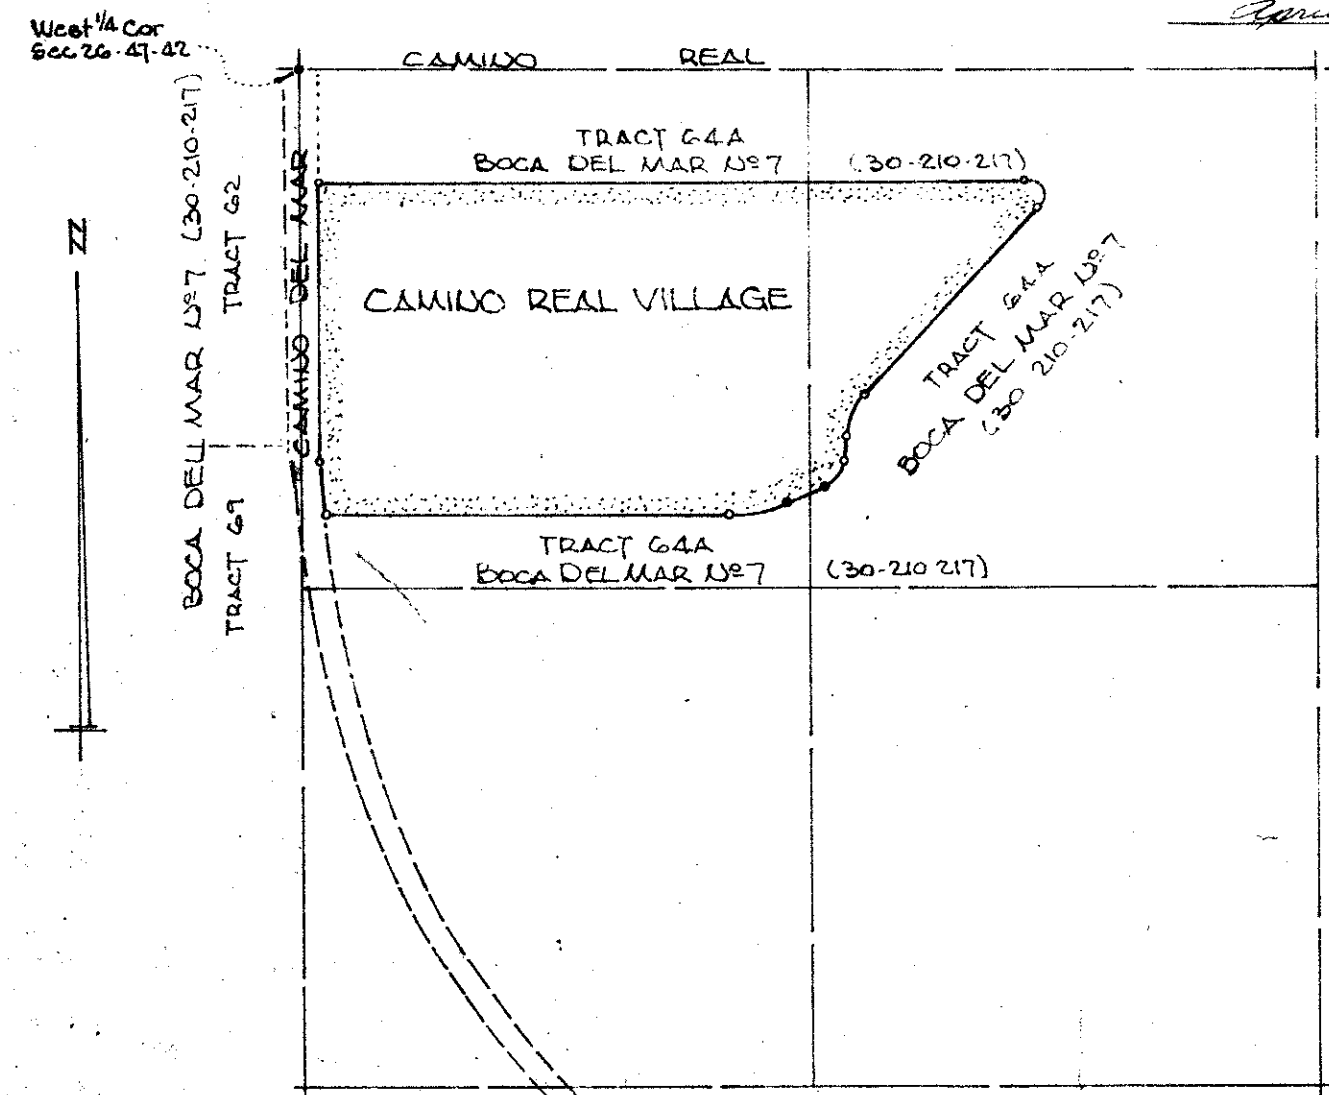 West 1/4 Cor
Sec 26-47-42
CAMINO REAL
TRACT 64A
BOCA DEL MAR Nº 7 (30-210-217)
BOCA DEL MAR Nº 7 (30-210-217)
TRACT 62
TRACT 69
CAMINO DEL MAR
N
CAMINO REAL VILLAGE
TRACT 64A
BOCA DEL MAR Nº 7
(30 210-217)
TRACT 64A
BOCA DEL MAR Nº 7 (30-210 217)